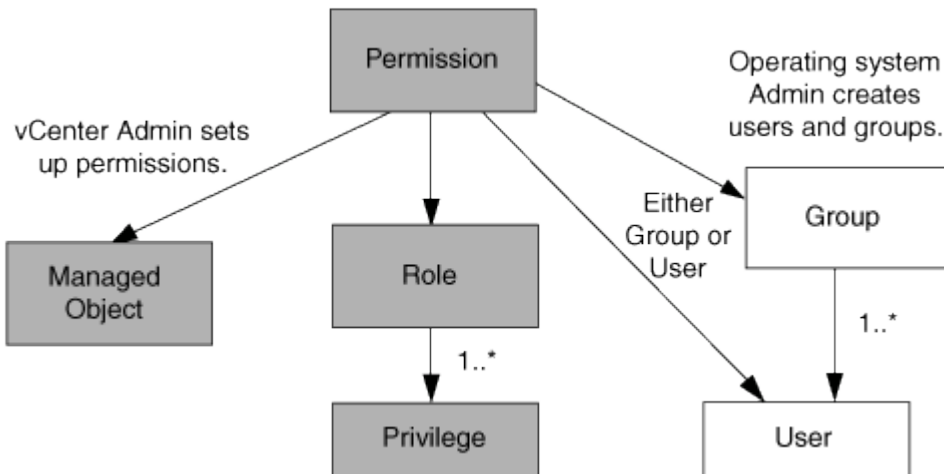 Permission
Operating system
Admin creates
users and groups.
vCenter Admin sets
up permissions.
Either
Group or
User
Group
Managed
Object
Role
1..*
1..*
Privilege
User